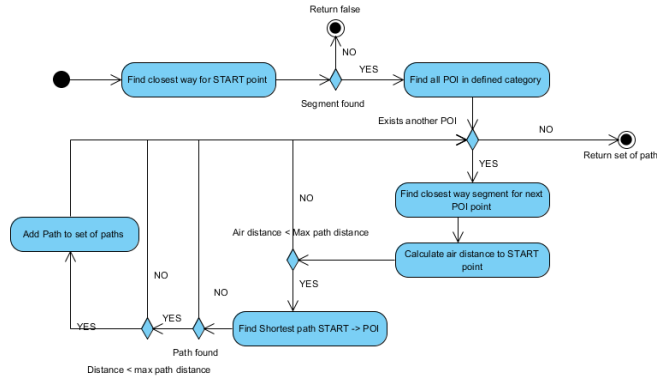 Return false
NO
YES
Find closest way for START point
Find all POI in defined category
Segment found
Exists another POI
NO
Return set of path
YES
Find closest way segment for next
POI point
NO
Add Path to set of paths
Air distance < Max path distance
Calculate air distance to START
point
NO
YES
NO
YES
YES
Find Shortest path START -> POI
Path found
Distance < max path distance